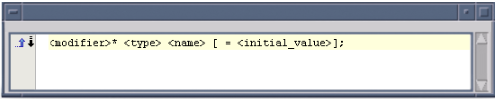 <modifier>* <type> <name> [ = <initial_value>];